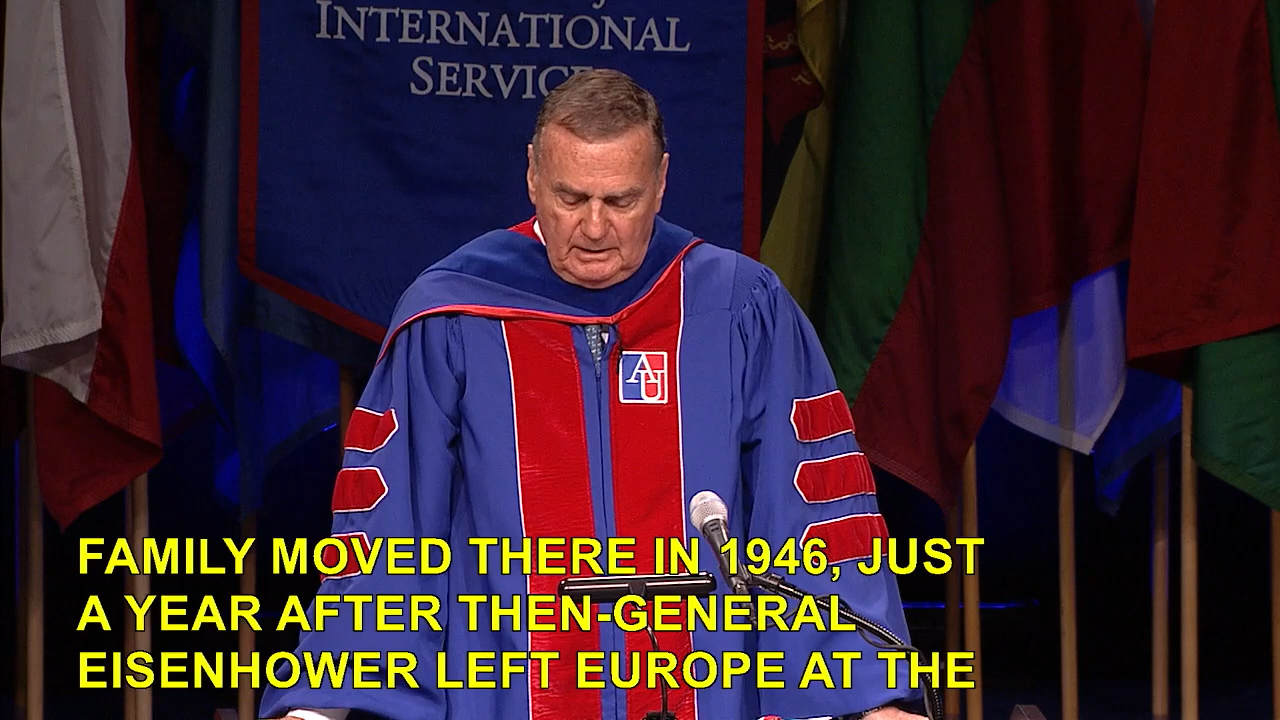 INTERNATIONAL
SERVICE
AU
FAMILY MOVED THERE IN 1946, JUST
A YEAR AFTER THEN-GENERAL
EISENHOWER LEFT EUROPE AT THE